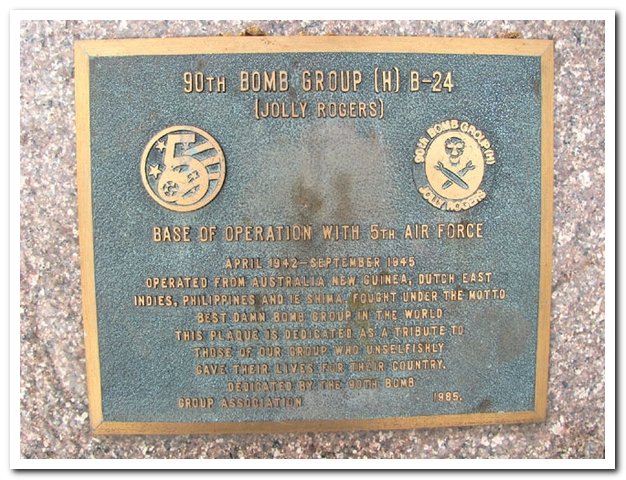 90TH BOMB GROUP (H) B-24
(JOLLY ROGERS)
5
90TH BOMB GROUP (H)
JOLLY ROGERS
BASE OF OPERATION WITH 5TH AIR FORCE
APRIL 1942-SEPTEMBER 1945
OPERATED FROM AUSTRALIA NEW GUINEA, DUTCH EAST
INDIES, PHILIPPINES AND IE SHIMA, FOUGHT UNDER THE MOTTO
BEST DAMN BOMB GROUP IN THE WORLD
THIS PLAQUE IS DEDICATED AS A TRIBUTE TO
THOSE OF OUR GROUP WHO UNSELFISHLY
GAVE THEIR LIVES FOR THEIR COUNTRY.
DEDICATED BY THE 90TH BOMB
GROUP ASSOCIATION 1985.